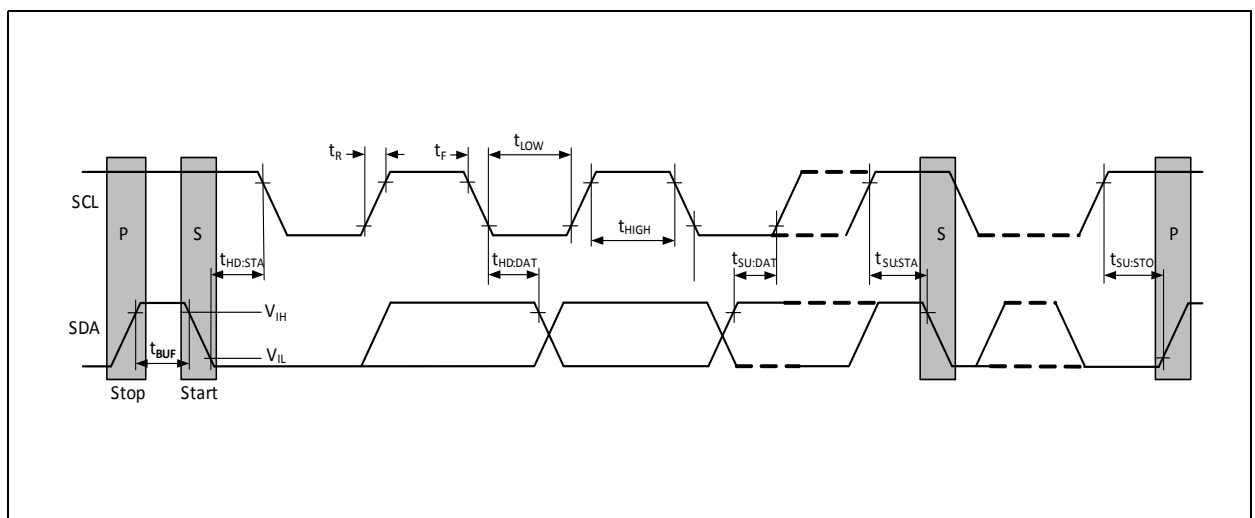 tR
tF
tLOW
SCL
P
S
tHIGH
S
P
tHD:STA
tHD:DAT
tSU:DAT
tSU:STA
tSU:STO
VIH
SDA
tBUF
VIL
Stop
Start